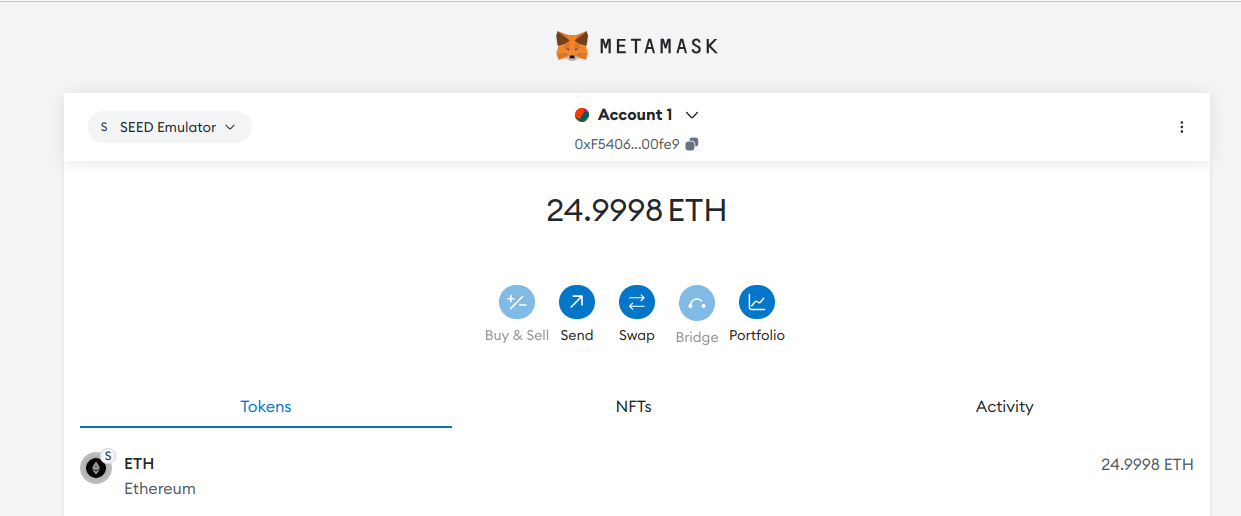 METAMASK
S SEED Emulator
Account 1
0xF5406...00fe9
24.9998 ETH
Buy & Sell Send Swap Bridge Portfolio
Tokens NFTs Activity
S
ETH 24.9998 ETH
Ethereum